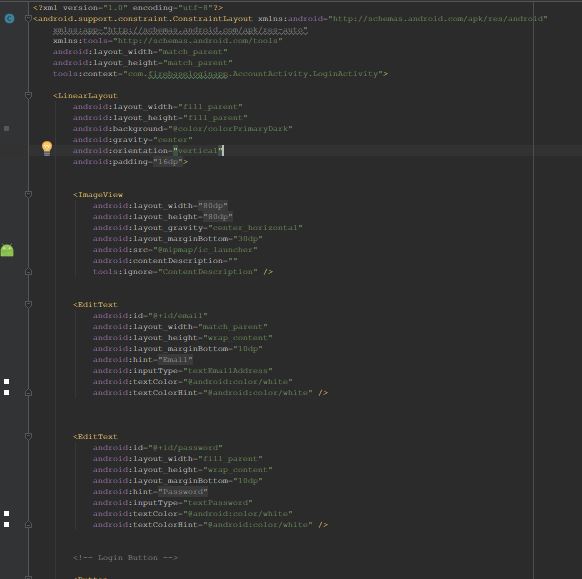 <?xml version="1.0" encoding="utf-8"?>
<android.support.constraint.ConstraintLayout xmlns:android="http://schemas.android.com/apk/res/android"
xmlns:app="http://schemas.android.com/apk/res-auto"
xmlns:tools="http://schemas.android.com/tools"
android:layout_width="match_parent"
android:layout_height="match_parent"
tools:context="com.firebaseloginapp.AccountActivity.LoginActivity">
<LinearLayout
android:layout_width="fill_parent"
android:layout_height="fill_parent"
android:background="@color/colorPrimaryDark"
android:gravity="center"
android:orientation="vertical"
android:padding="16dp">
<ImageView
android:layout_width="80dp"
android:layout_height="80dp"
android:layout_gravity="center_horizontal"
android:layout_marginBottom="30dp"
android:src="@mipmap/ic_launcher"
android:contentDescription=""
tools:ignore="ContentDescription" />
<EditText
android:id="@+id/email"
android:layout_width="match_parent"
android:layout_height="wrap_content"
android:layout_marginBottom="10dp"
android:hint="Email"
android:inputType="textEmailAddress"
android:textColor="@android:color/white"
android:textColorHint="@android:color/white" />
<EditText
android:id="@+id/password"
android:layout_width="fill_parent"
android:layout_height="wrap_content"
android:layout_marginBottom="10dp"
android:hint="Password"
android:inputType="textPassword"
android:textColor="@android:color/white"
android:textColorHint="@android:color/white" />
<!-- Login Button -->